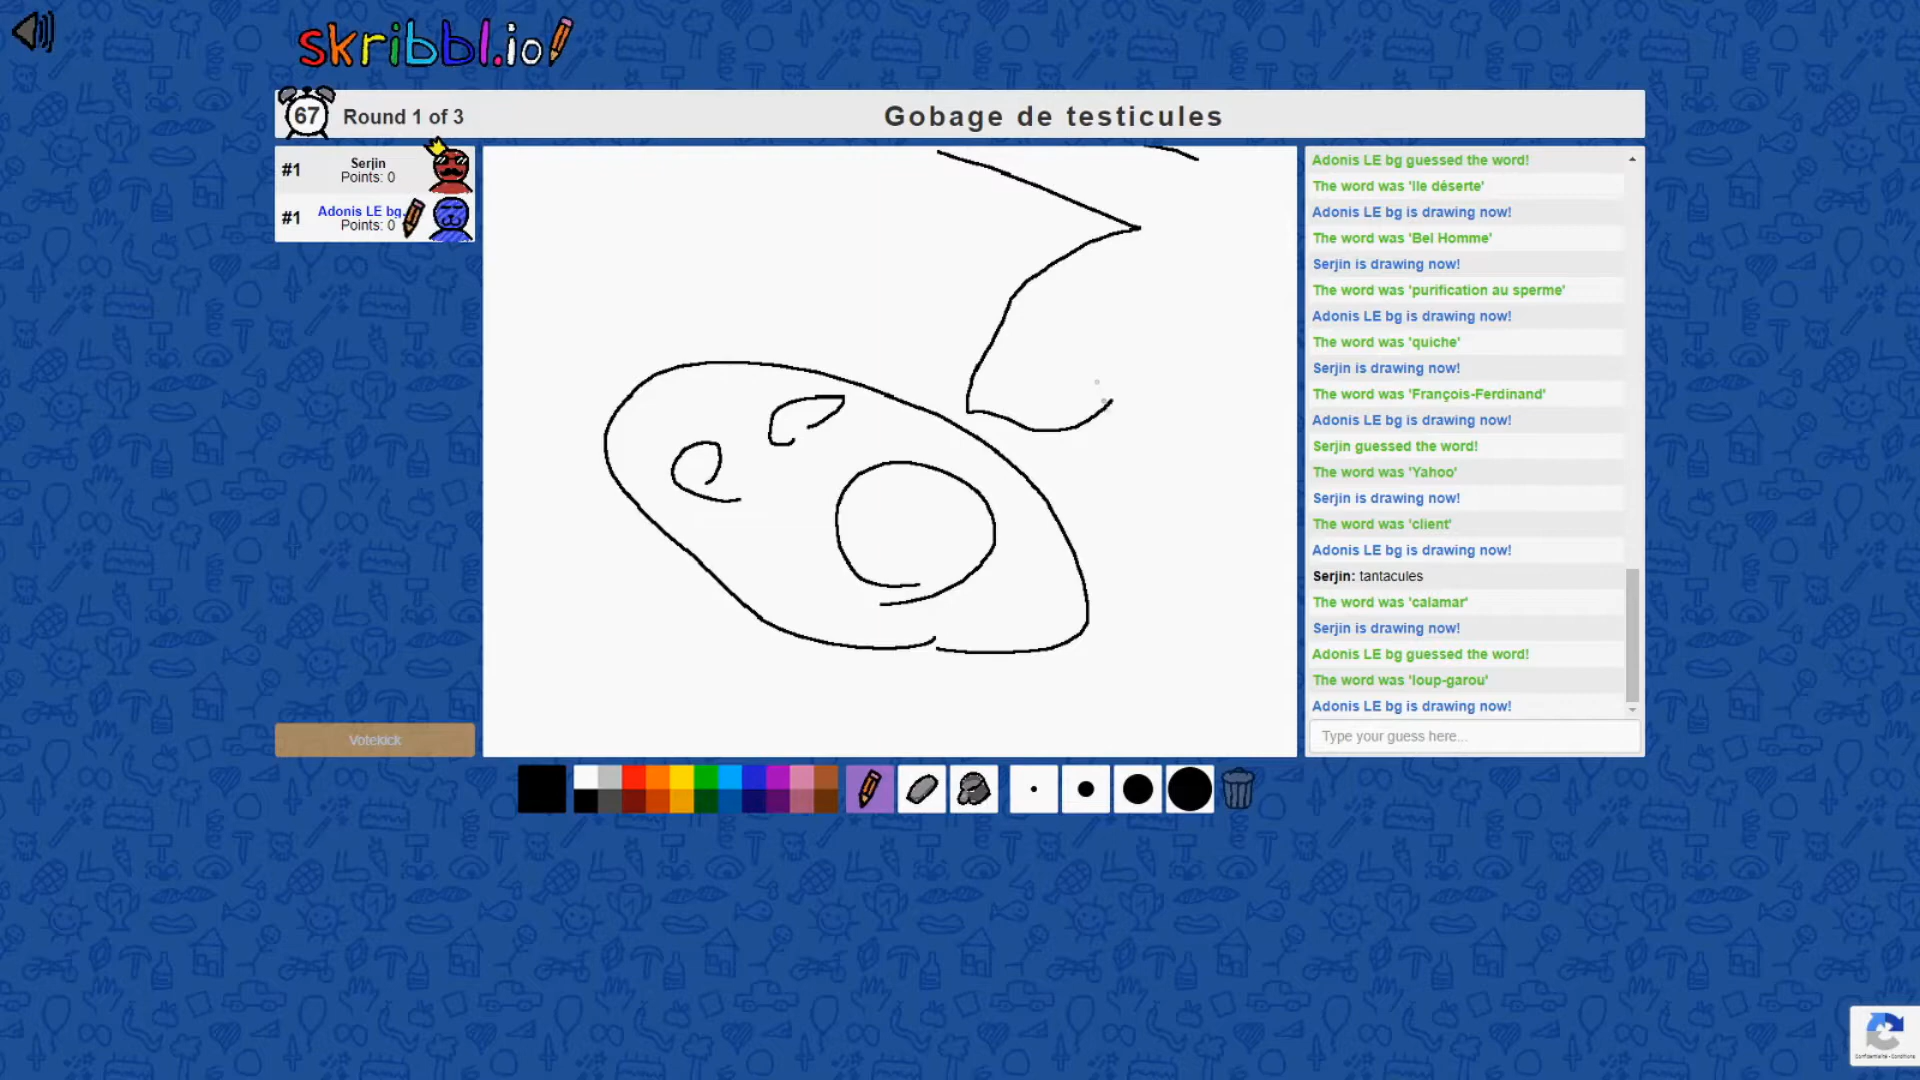 skribbl.io
67
Round 1 of 3
Gobage de testicules
#1
Serjin
Points: 0
#1
Adonis LE bg
Points: 0
Votekick
Adonis LE bg guessed the word!
The word was 'Ile déserte'
Adonis LE bg is drawing now!
The word was 'Bel Homme'
Serjin is drawing now!
The word was 'purification au sperme'
Adonis LE bg is drawing now!
The word was 'quiche'
Serjin is drawing now!
The word was 'François-Ferdinand'
Adonis LE bg is drawing now!
Serjin guessed the word!
The word was 'Yahoo'
Serjin is drawing now!
The word was 'client'
Adonis LE bg is drawing now!
Serjin: tantacules
The word was 'calamar'
Serjin is drawing now!
Adonis LE bg guessed the word!
The word was 'loup-garou'
Adonis LE bg is drawing now!
Type your guess here...
Confidentialité - Conditions